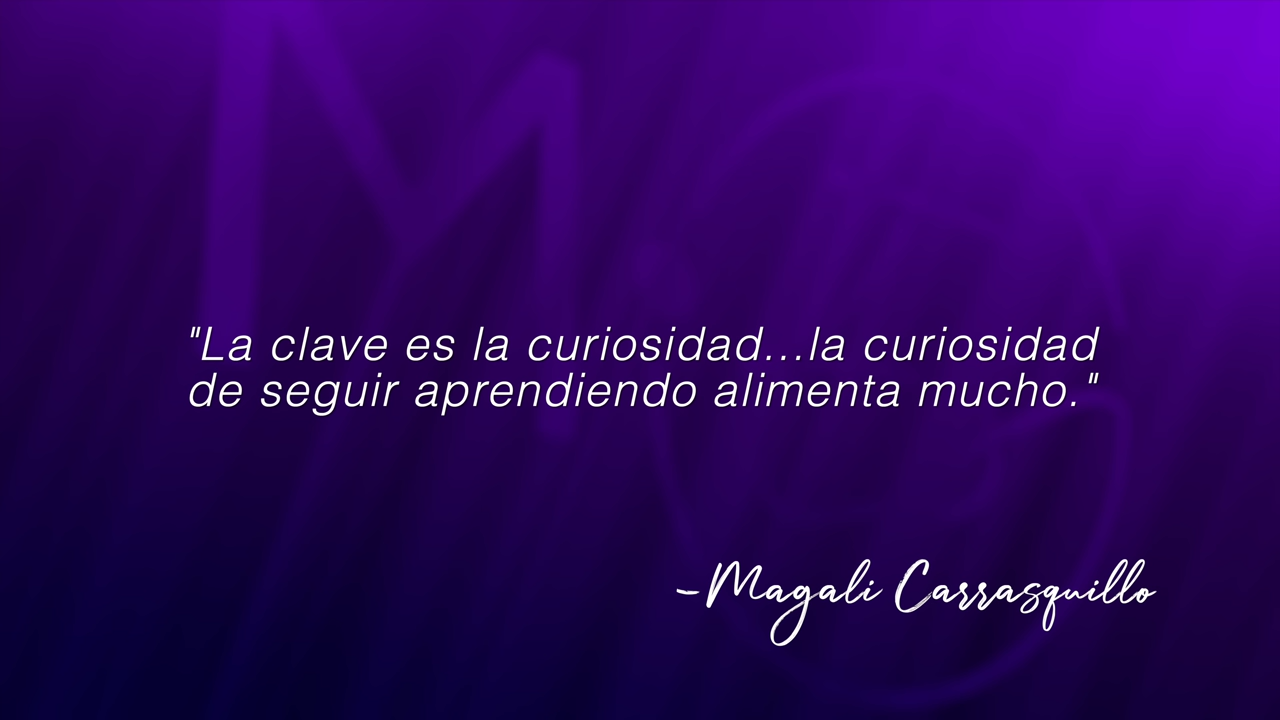 "La clave es la curiosidad...la curiosidad
de seguir aprendiendo alimenta mucho."
-Magali Carrasquillo